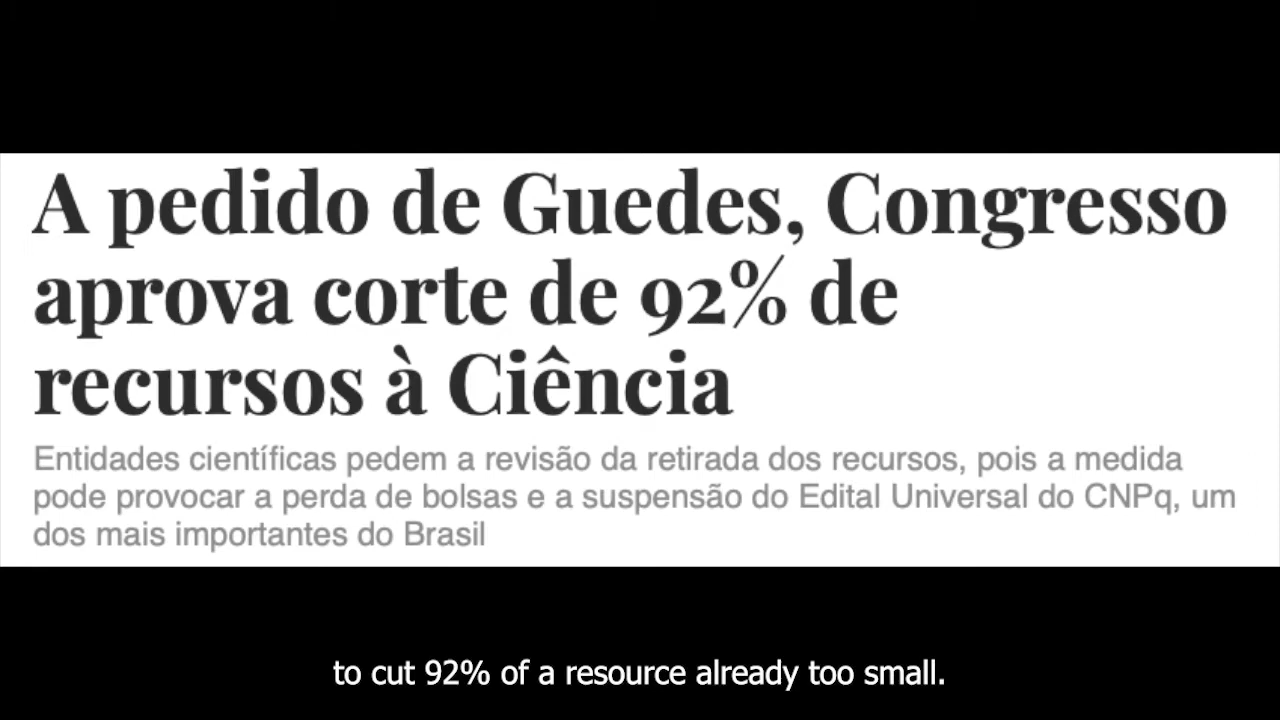 A pedido de Guedes, Congresso
aprova corte de 92% de
recursos à Ciência
Entidades científicas pedem a revisão da retirada dos recursos, pois a medida
pode provocar a perda de bolsas e a suspensão do Edital Universal do CNPq, um
dos mais importantes do Brasil
to cut 92% of a resource already too small.